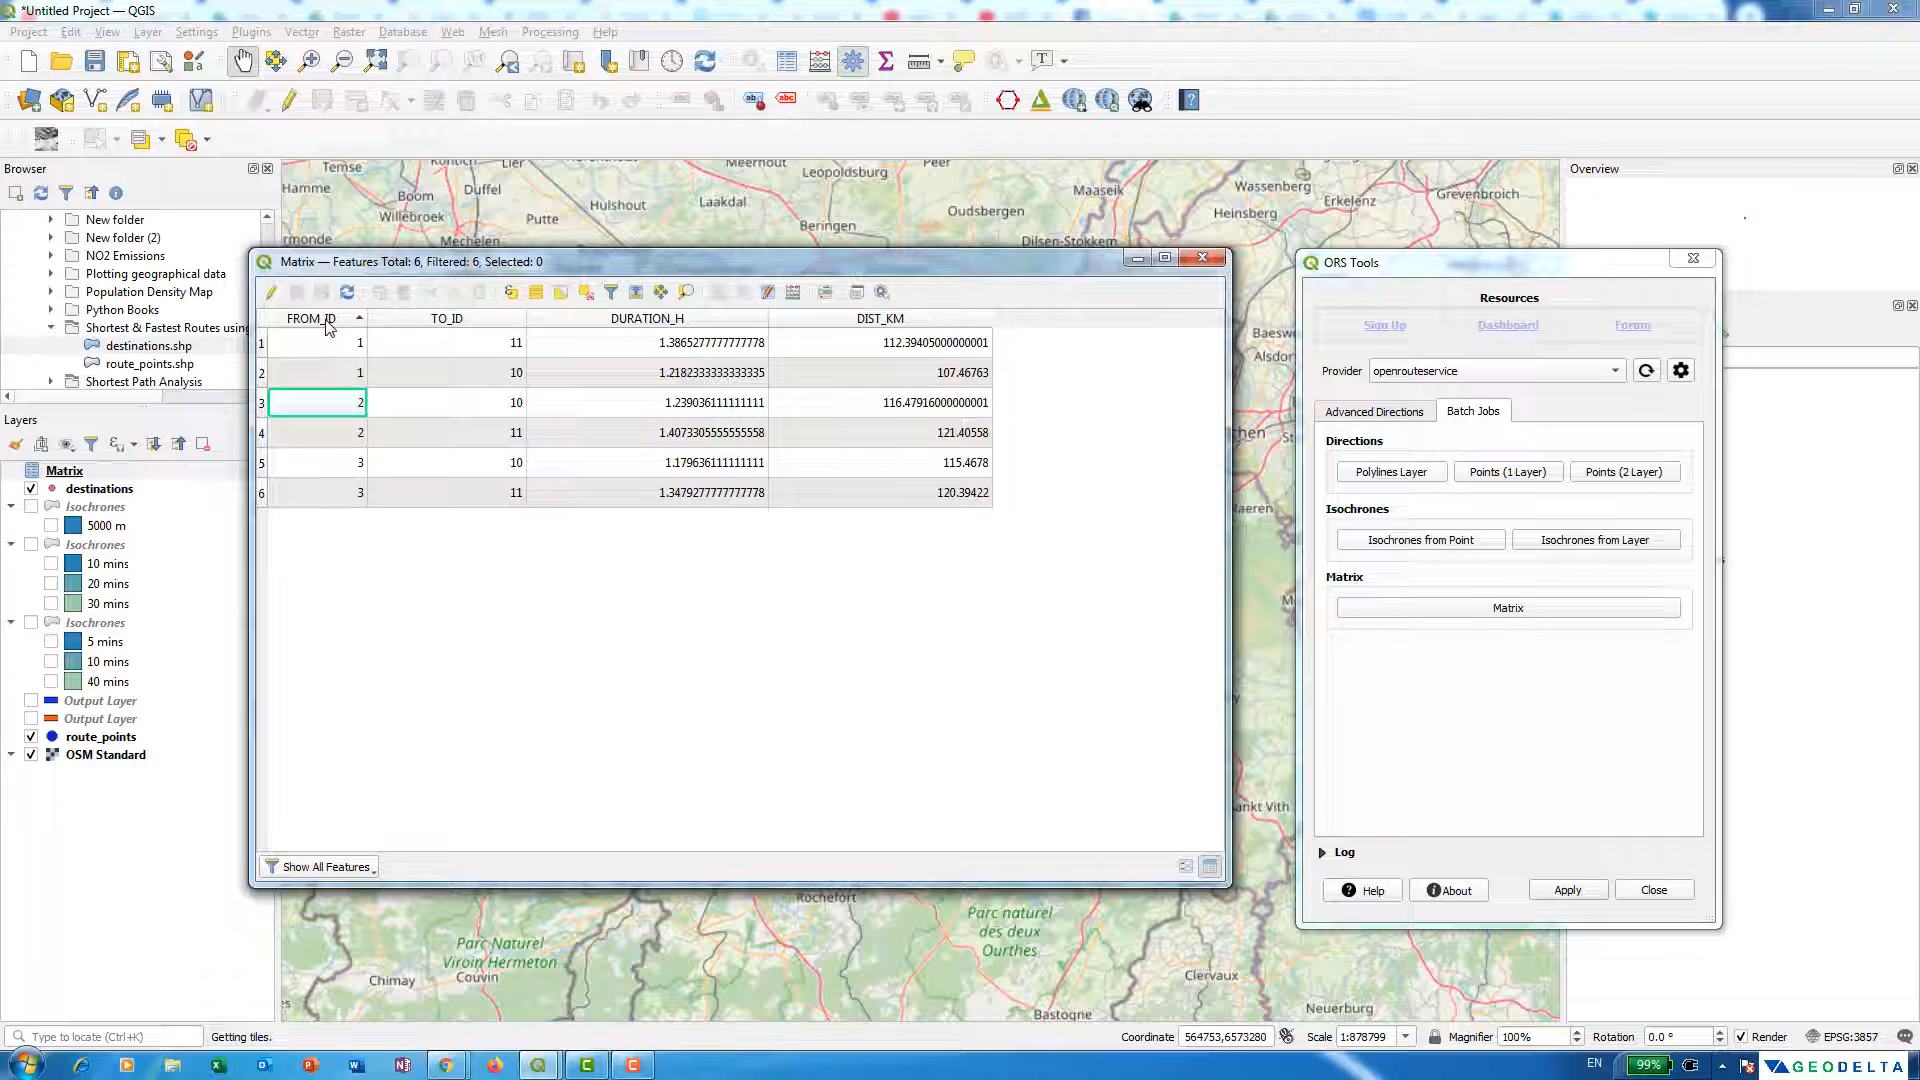 *Untitled Project — QGIS
Project Edit View Layer Settings Plugins Vector Raster Database Web Mesh Processing Help
Browser
New folder
New folder (2)
NO2 Emissions
Plotting geographical data
Population Density Map
Python Books
Shortest & Fastest Routes using
destinations.shp
route_points.shp
Shortest Path Analysis
Layers
Matrix
destinations
Isochrones
5000 m
Isochrones
10 mins
20 mins
30 mins
Isochrones
5 mins
10 mins
40 mins
Output Layer
Output Layer
route_points
OSM Standard
Temse
Kontich
Lier
Meerhout
Peer
Hamme
Boom
Duffel
Leopoldsburg
Maaseik
Wassenberg
Grevenbroich
Willebroek
Hulshout
Laakdal
Erkelenz
Putte
Beringen
Oudsbergen
Heinsberg
Mechelen
Dilsen-Stokkem
Matrix — Features Total: 6, Filtered: 6, Selected: 0
FROM_ID TO_ID DURATION_H DIST_KM
1 1 11 1.3865277777777778 112.39405000000001
2 1 10 1.2182333333333335 107.46763
3 2 10 1.239036111111111 116.47916000000001
4 2 11 1.4073305555555558 121.40558
5 3 10 1.179636111111111 115.4678
6 3 11 1.3479277777777778 120.39422
Show All Features
Rochefort
Parc naturel
des deux
Ourthes
Parc Naturel
Viroin Hermeton
Chimay
Couvin
Clervaux
Bastogne
Neuerburg
Overview
ORS Tools
Resources
Sign Up Dashboard Forum
Provider openrouteservice
Advanced Directions Batch Jobs
Directions
Polylines Layer Points (1 Layer) Points (2 Layer)
Isochrones
Isochrones from Point Isochrones from Layer
Matrix
Matrix
Log
Help About Apply Close
Type to locate (Ctrl+K) Getting tiles. Coordinate 564753,6573280 Scale 1:878799 Magnifier 100% Rotation 0.0 ° Render EPSG:3857
EN 99% GEODELTA